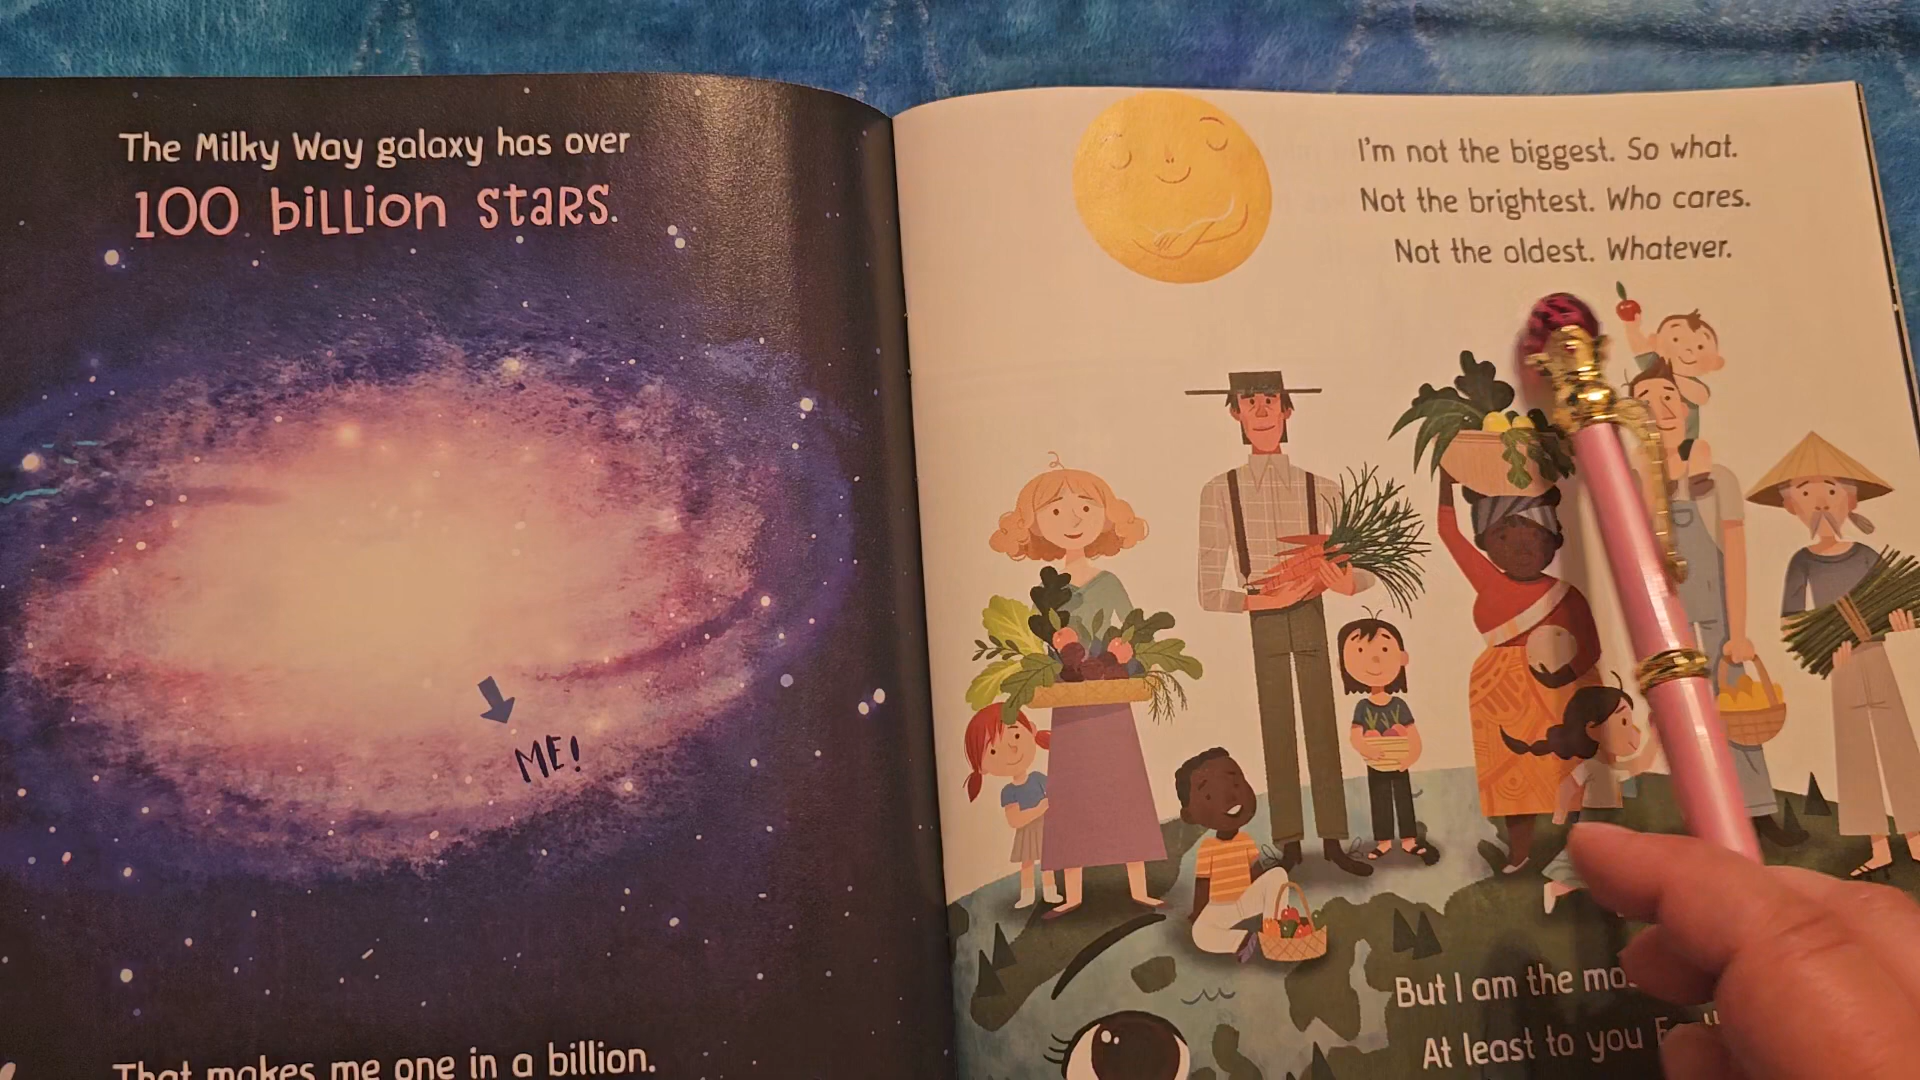 The Milky Way galaxy has over
100 billion stars.
ME!
That makes me one in a billion.
I'm not the biggest. So what.
Not the brightest. Who cares.
Not the oldest. Whatever.
But I am the
At least to you